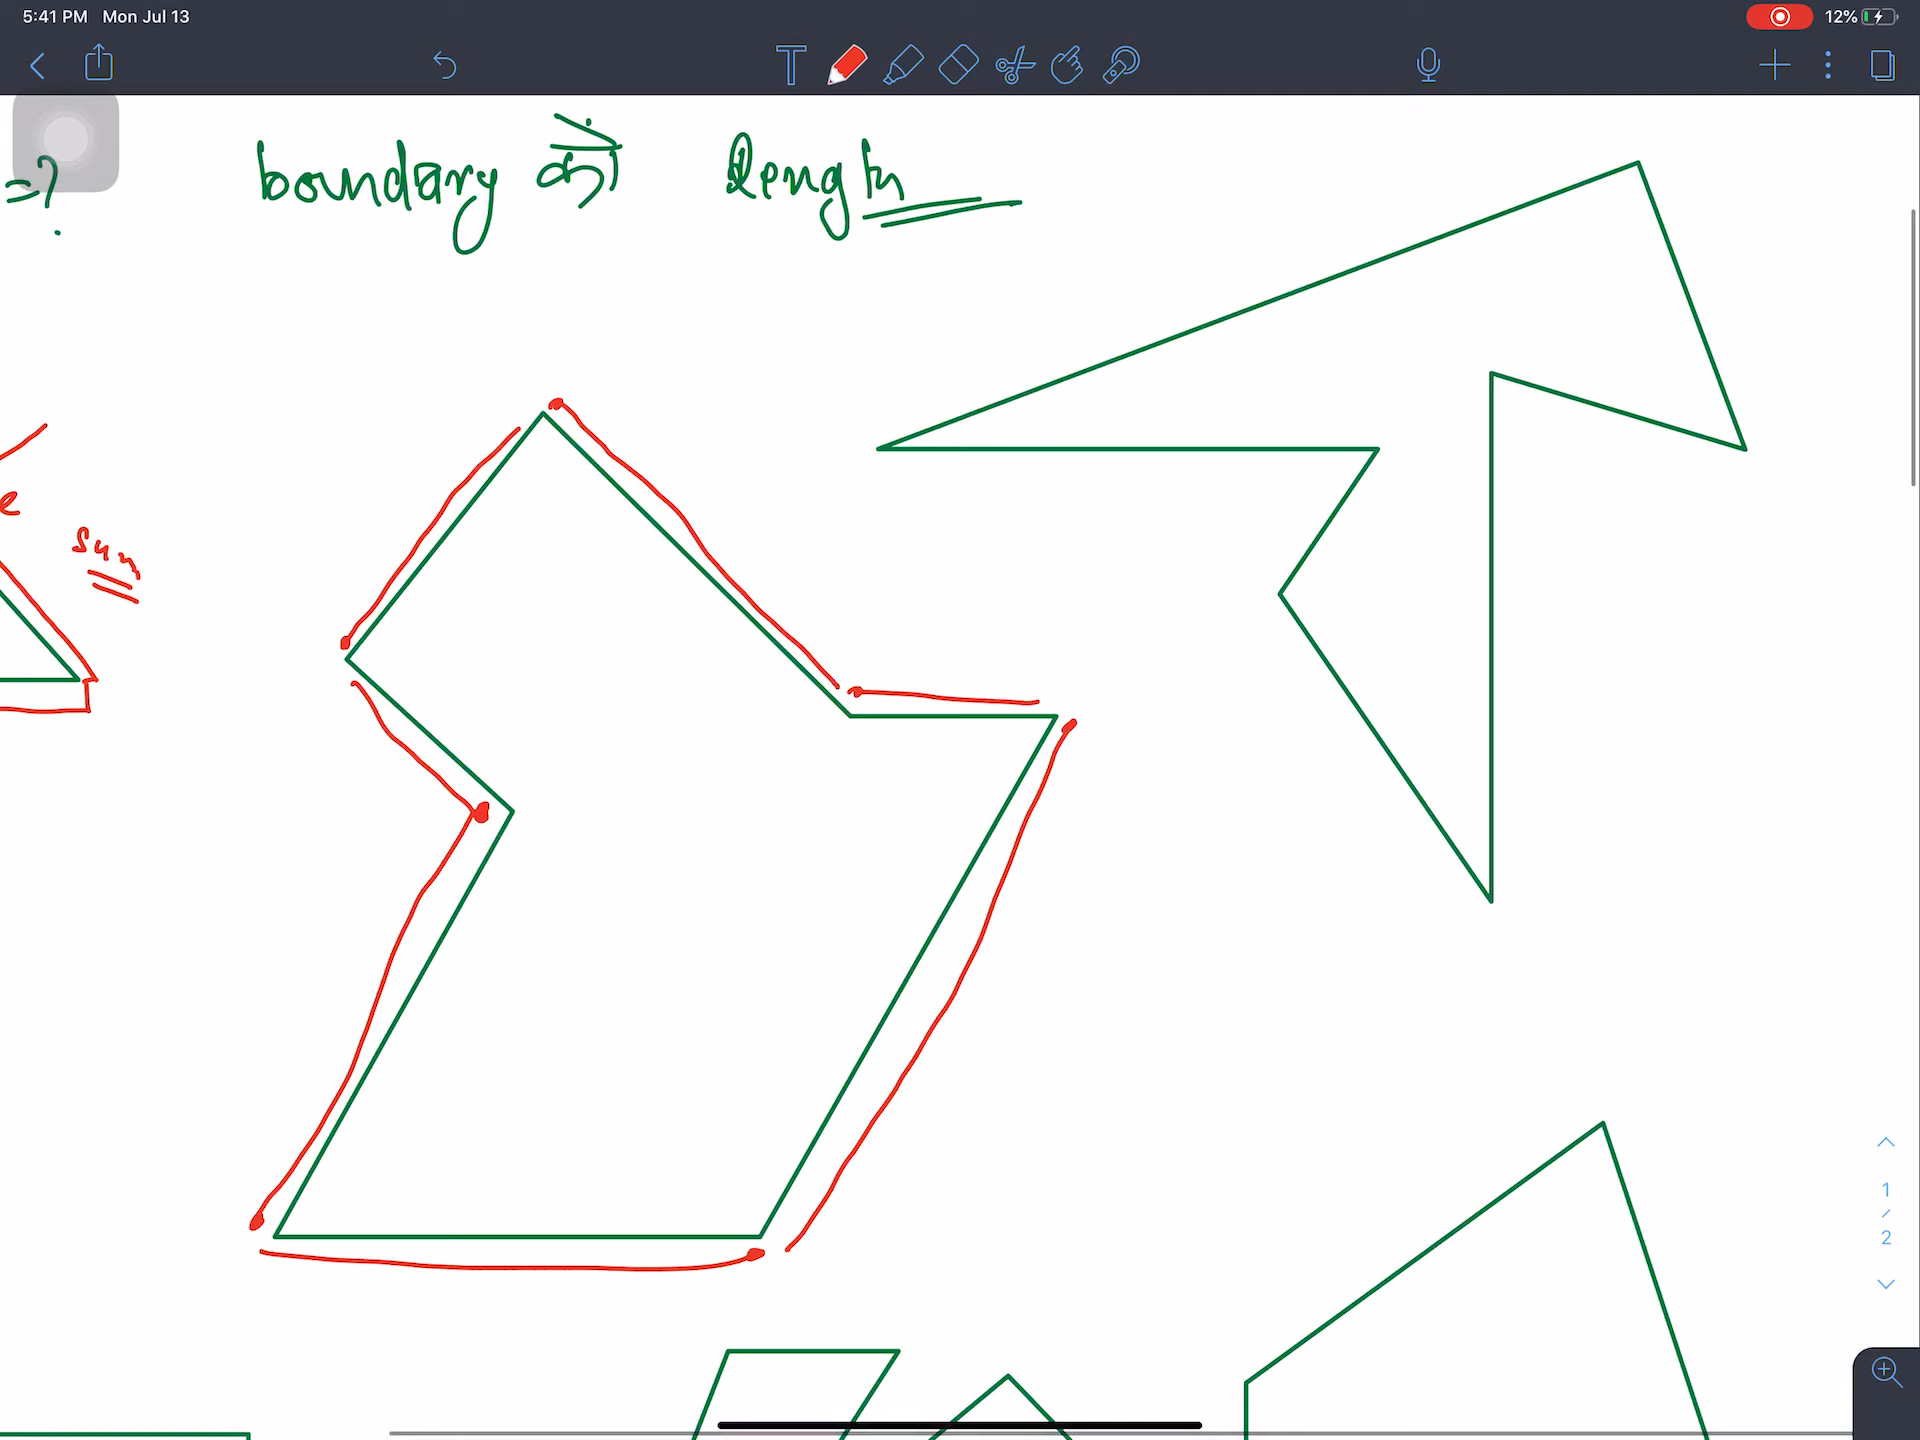 5:41 PM Mon Jul 13
12%
=?
boundary की length
e
sum
1
/
2